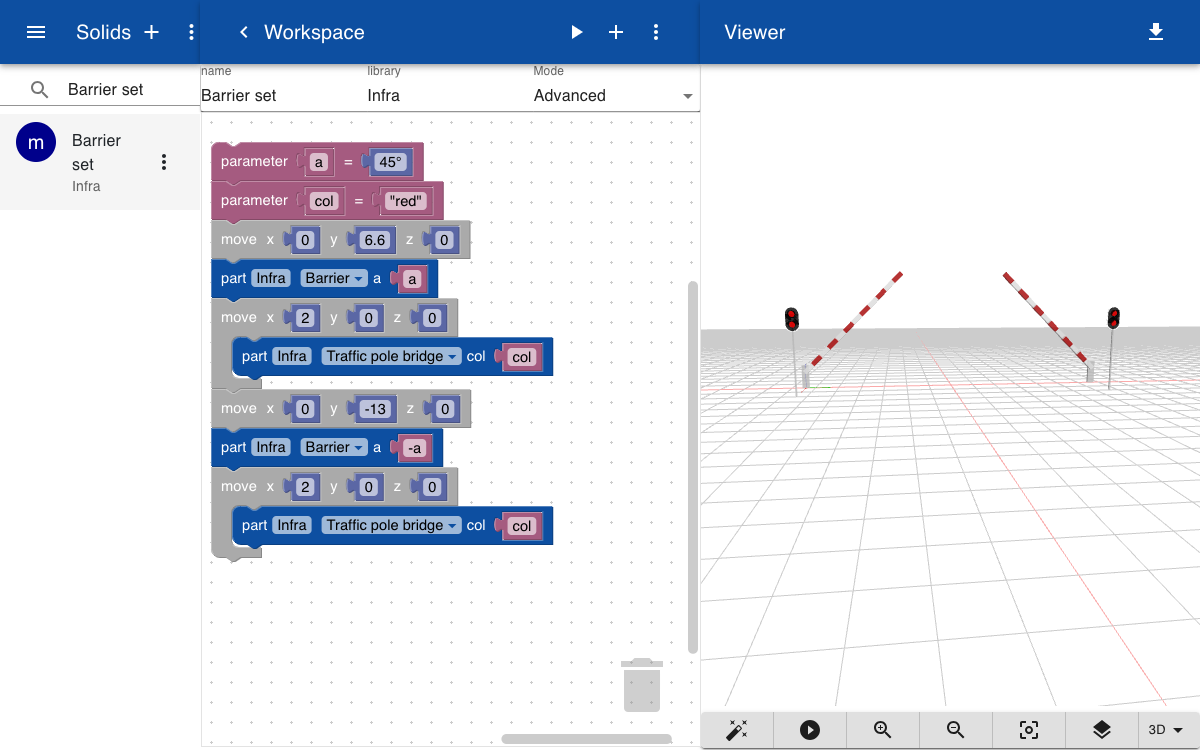 Solids
Workspace
Viewer
Barrier set
name library Mode
Barrier set Infra Advanced
m
Barrier
set
Infra
parameter a = 45°
parameter col = "red"
move x 0 y 6.6 z 0
part Infra Barrier a a
move x 2 y 0 z 0
part Infra Traffic pole bridge col col
move x 0 y -13 z 0
part Infra Barrier a -a
move x 2 y 0 z 0
part Infra Traffic pole bridge col col
3D